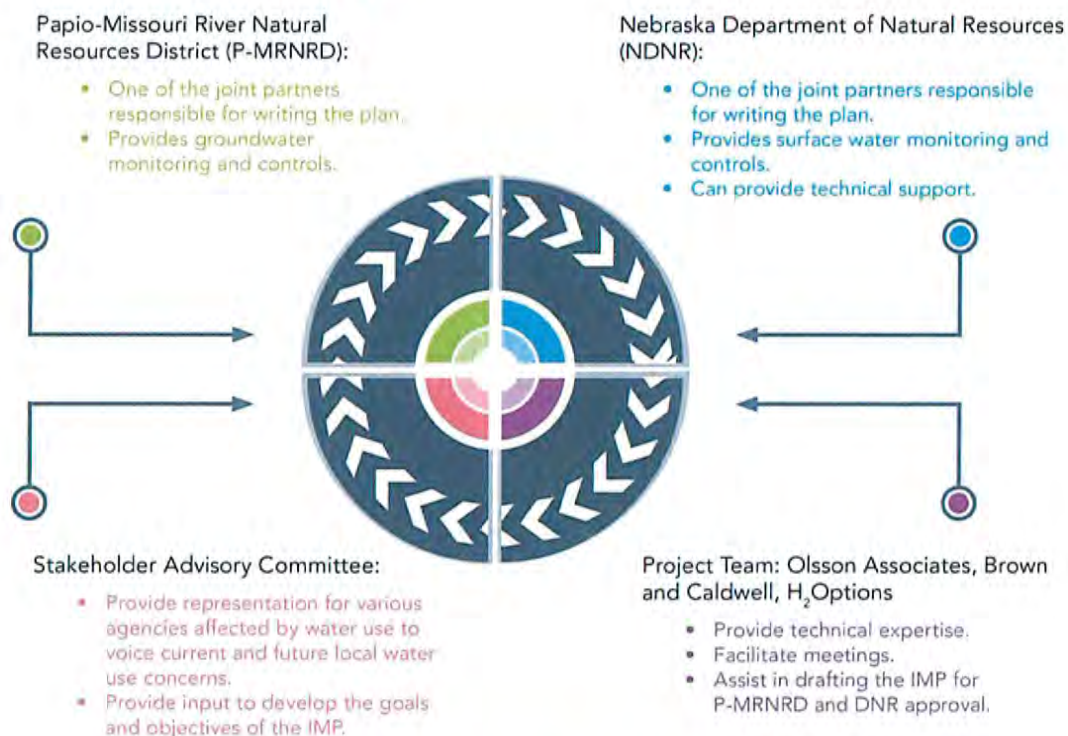 Papio-Missouri River Natural
Resources District (P-MRNRD):
• One of the joint partners
responsible for writing the plan.
• Provides groundwater
monitoring and controls.
Nebraska Department of Natural Resources
(NDNR):
• One of the joint partners responsible
for writing the plan.
• Provides surface water monitoring and
controls.
• Can provide technical support.
Stakeholder Advisory Committee:
• Provide representation for various
agencies affected by water use to
voice current and future local water
use concerns.
• Provide input to develop the goals
and objectives of the IMP.
Project Team: Olsson Associates, Brown
and Caldwell, H₂Options
• Provide technical expertise.
• Facilitate meetings.
• Assist in drafting the IMP for
P-MRNRD and DNR approval.